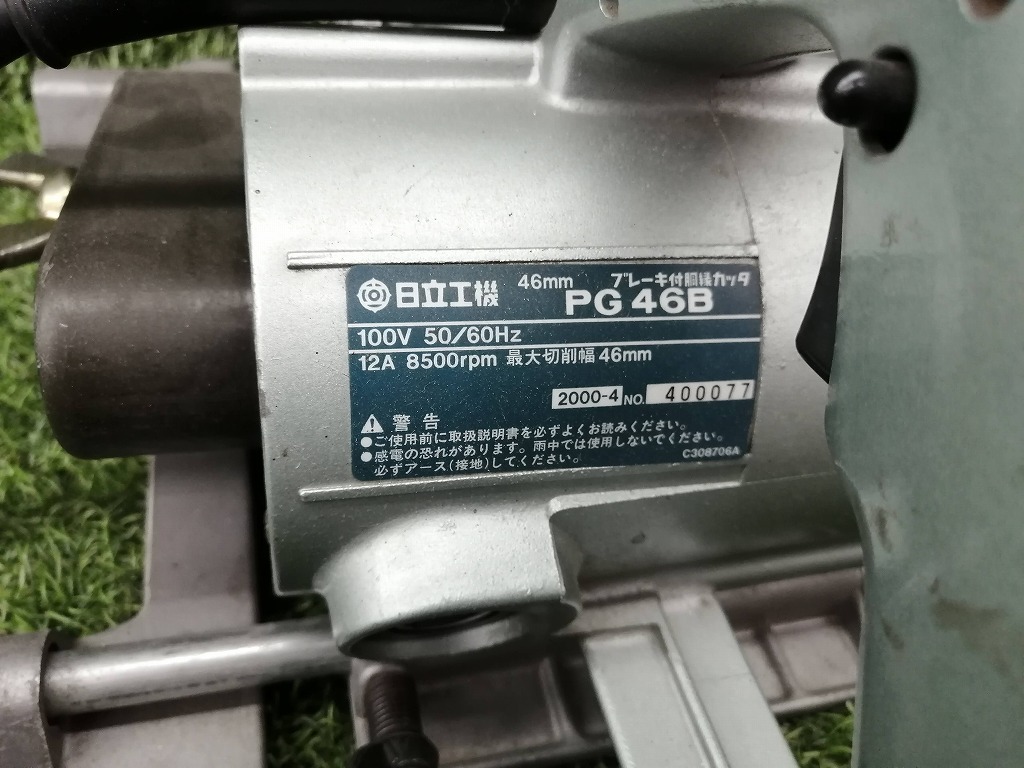 日立工機 46mm ブレーキ付胴縁カッタ
PG 46B
100V 50/60Hz
12A 8500rpm 最大切削幅 46mm
2000-4 NO. 400077
警告
●ご使用前に取扱説明書を必ずよくお読みください。
●感電の恐れがあります。雨中では使用しないでください。
必ずアース(接地)してください。
C308706A